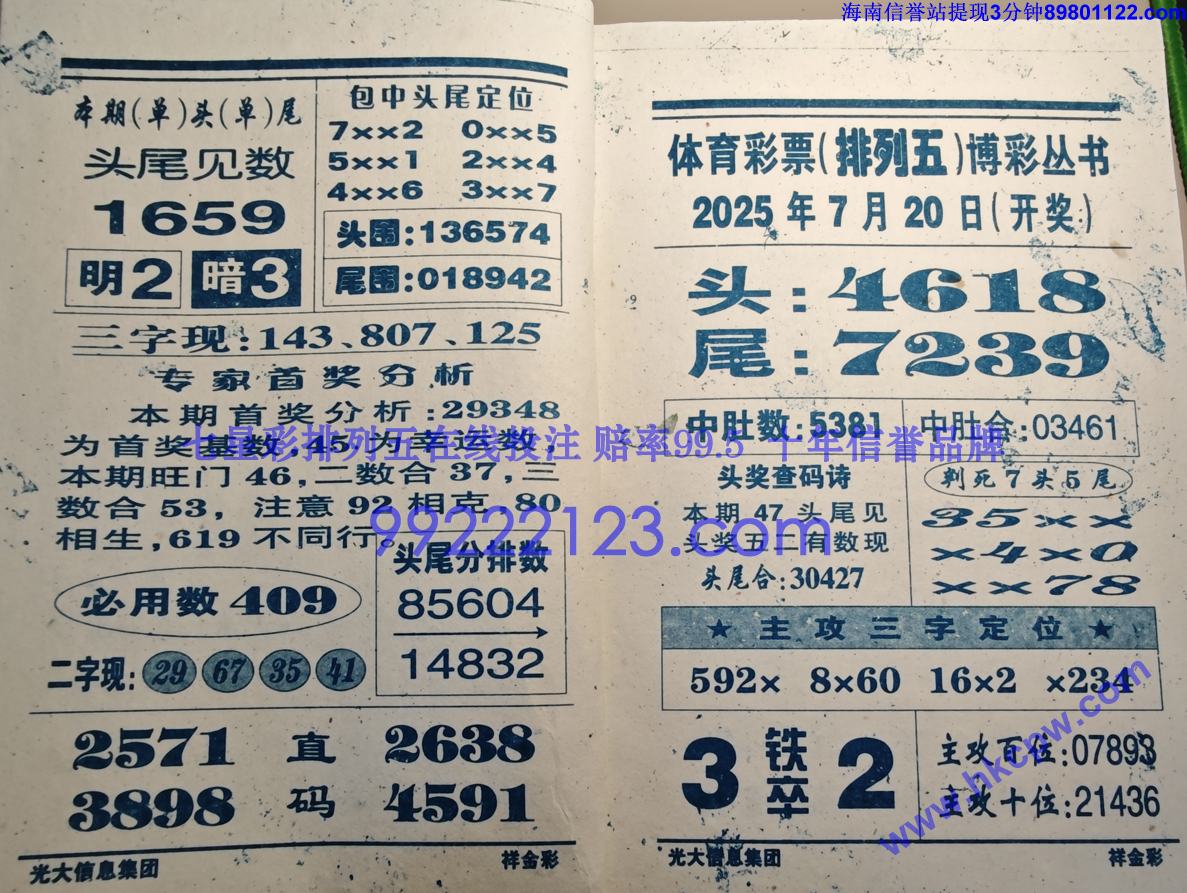 海南信誉站提现3分钟89801122.com
本期(单)头(单)尾
头尾见数
1659
明2 暗3
包中头尾定位
7××2 0××5
5××1 2××4
4××6 3××7
头围:136574
尾围:018942
三字现:143、807、125
专家首奖分析
本期首奖分析:29348
为首奖基数,45为幸运数,
本期旺门46,二数合37,三
数合53,注意92相克,80
相生,619不同行。
必用数409
头尾分排数
85604
14832
二字现: 29 67 35 41
2571 直 2638
3898 码 4591
光大信息集团 祥金彩
体育彩票(排列五)博彩丛书
2025年7月20日(开奖)
头:4618
尾:7239
中肚数:5381 中肚合:03461
头奖查码诗
本期47头尾见
头奖五二有数现
头尾合:30427
判死7头5尾
35××
×4×0
××78
★主攻三字定位★
592× 8×60 16×2 ×234
3 铁卒 2
主攻百位:07893
主攻十位:21436
光大信息集团 祥金彩
七星彩排列五在线投注 赔率99.5 十年信誉品牌
99222123.com
www.hkcpw.com